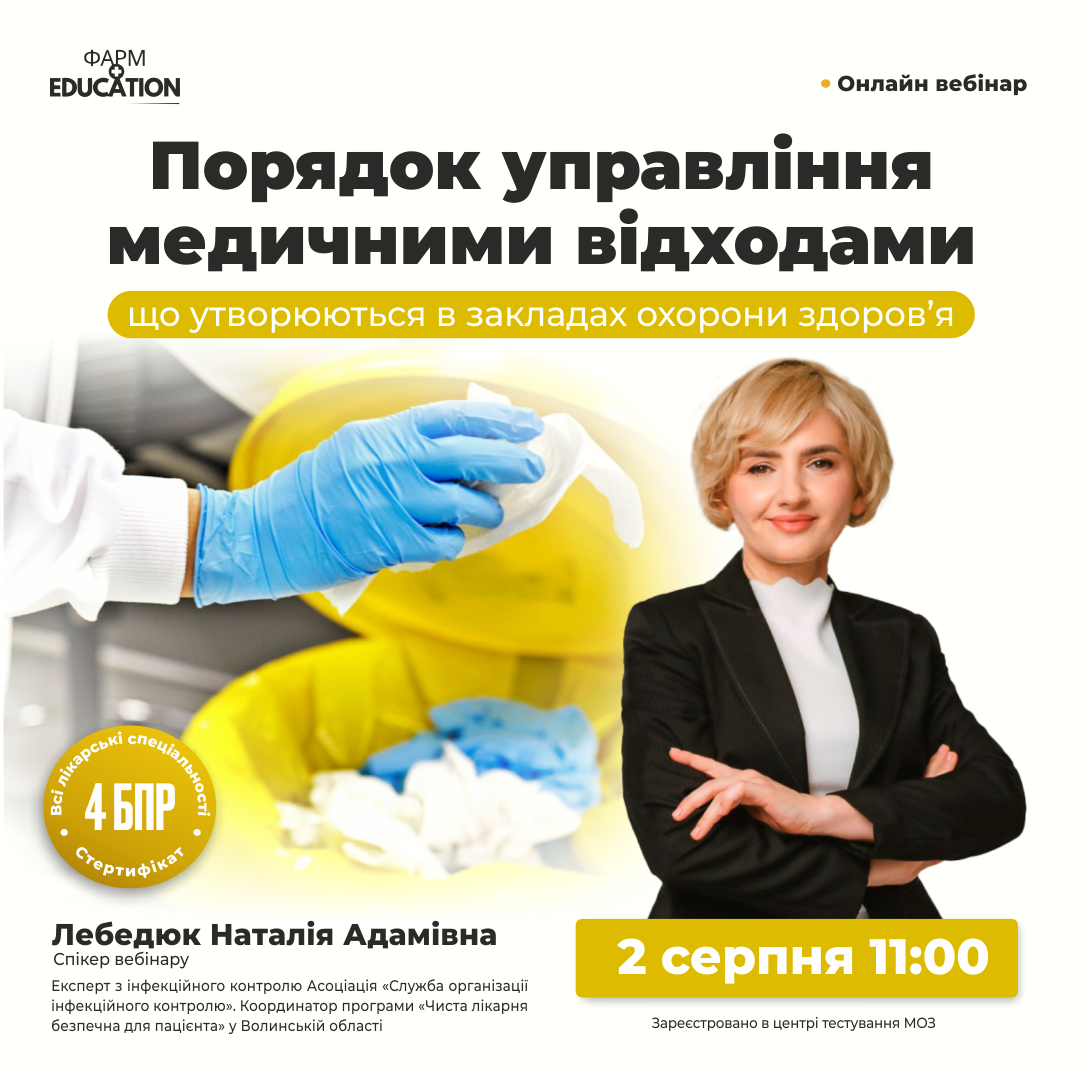 ФАРМ
EDUCATION
Онлайн вебінар
Порядок управління
медичними відходами
що утворюються в закладах охорони здоров’я
Всі лікарські спеціальності
4 БПР
Стертифікат
Лебедюк Наталія Адамівна
Спікер вебінару
Експерт з інфекційного контролю Асоціація «Служба організації
інфекційного контролю». Координатор програми «Чиста лікарня
безпечна для пацієнта» у Волинській області
2 серпня 11:00
Зареєстровано в центрі тестування МОЗ